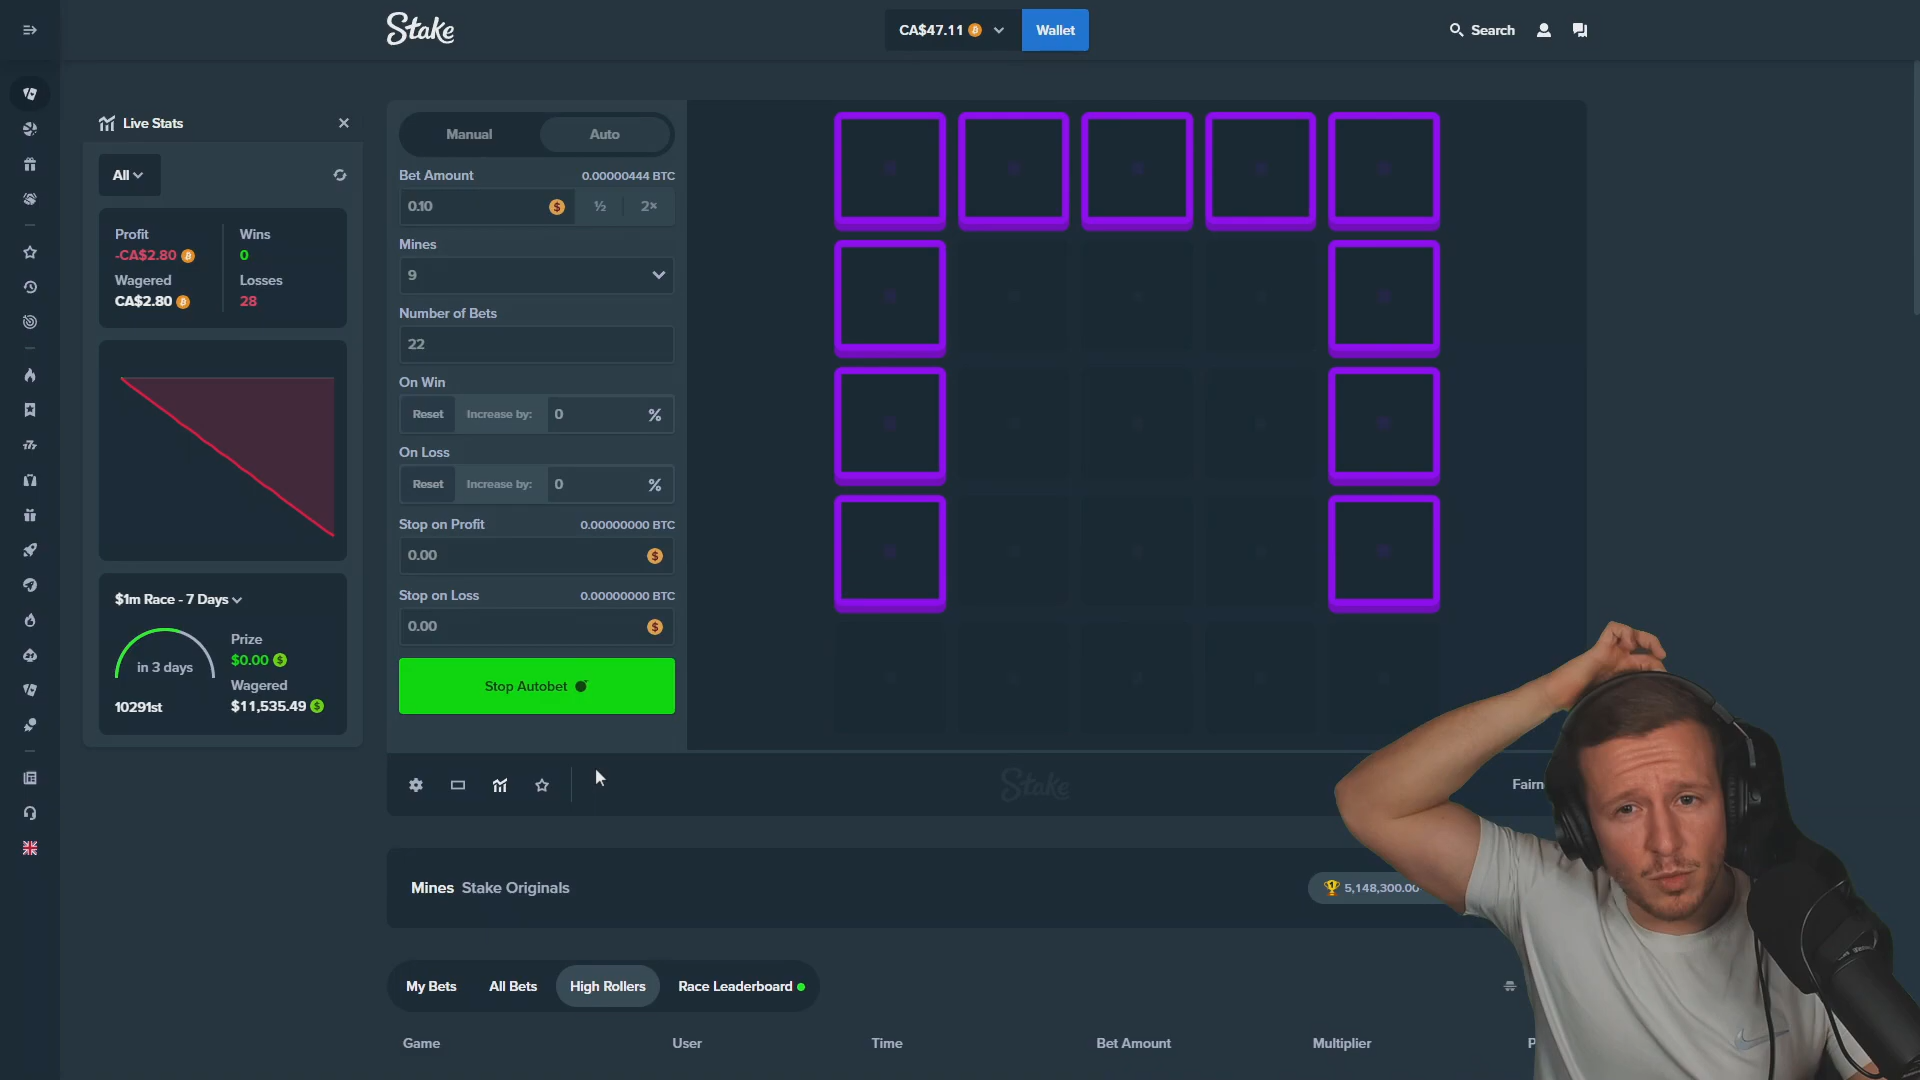 Stake
CA$47.11
Wallet
Search
Live Stats
All
Profit
-CA$2.80
Wagered
CA$2.80
Wins
0
Losses
28
$1m Race - 7 Days
in 3 days
10291st
Prize
$0.00
Wagered
$11,535.49
Manual
Auto
Bet Amount
0.00000444 BTC
0.10
½
2×
Mines
9
Number of Bets
22
On Win
Reset
Increase by:
0
%
On Loss
Reset
Increase by:
0
%
Stop on Profit
0.00000000 BTC
0.00
Stop on Loss
0.00000000 BTC
0.00
Stop Autobet
Stake
Fairn
Mines Stake Originals
5,148,300.00
My Bets
All Bets
High Rollers
Race Leaderboard
Game
User
Time
Bet Amount
Multiplier
P